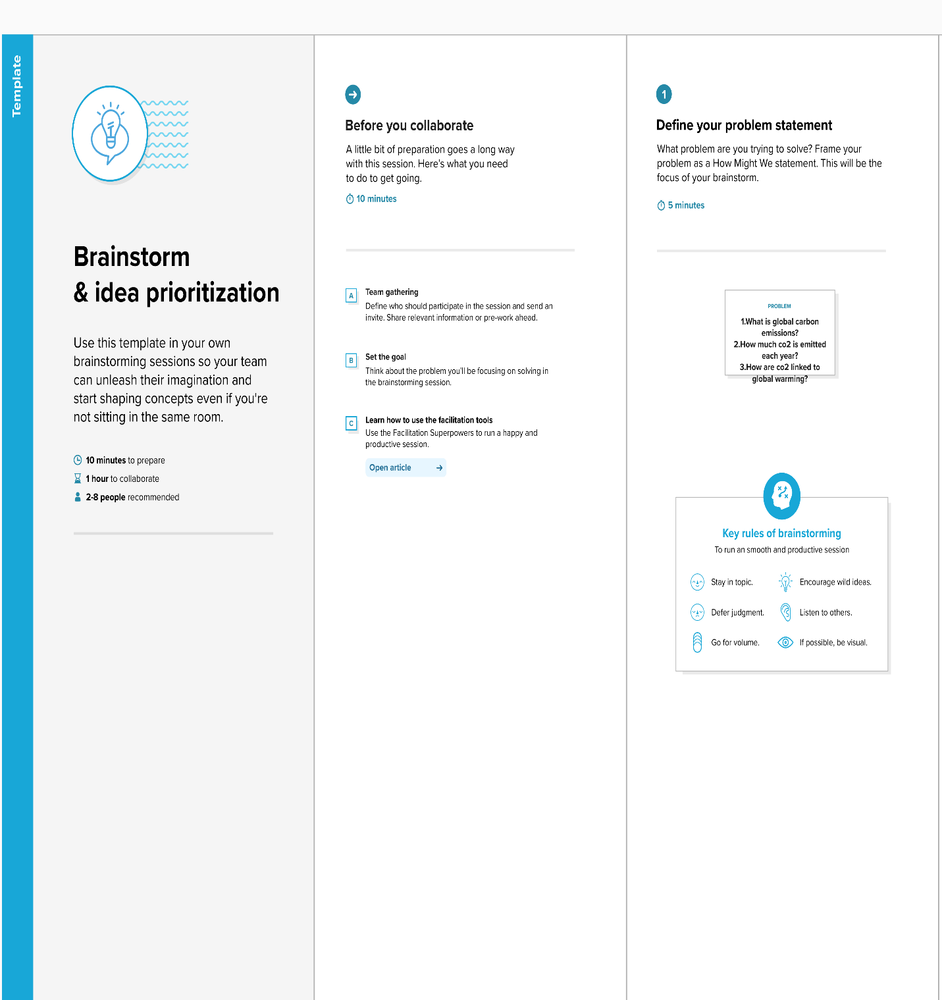 Template
Brainstorm
& idea prioritization
Use this template in your own
brainstorming sessions so your team
can unleash their imagination and
start shaping concepts even if you're
not sitting in the same room.
10 minutes to prepare
1 hour to collaborate
2-8 people recommended
Before you collaborate
A little bit of preparation goes a long way
with this session. Here's what you need
to do to get going.
10 minutes
A
Team gathering
Define who should participate in the session and send an
invite. Share relevant information or pre-work ahead.
B
Set the goal
Think about the problem you'll be focusing on solving in
the brainstorming session.
C
Learn how to use the facilitation tools
Use the Facilitation Superpowers to run a happy and
productive session.
Open article
1
Define your problem statement
What problem are you trying to solve? Frame your
problem as a How Might We statement. This will be the
focus of your brainstorm.
5 minutes
PROBLEM
1.What is global carbon
emissions?
2.How much co2 is emitted
each year?
3.How are co2 linked to
global warming?
Key rules of brainstorming
To run an smooth and productive session
Stay in topic.
Encourage wild ideas.
Defer judgment.
Listen to others.
Go for volume.
If possible, be visual.